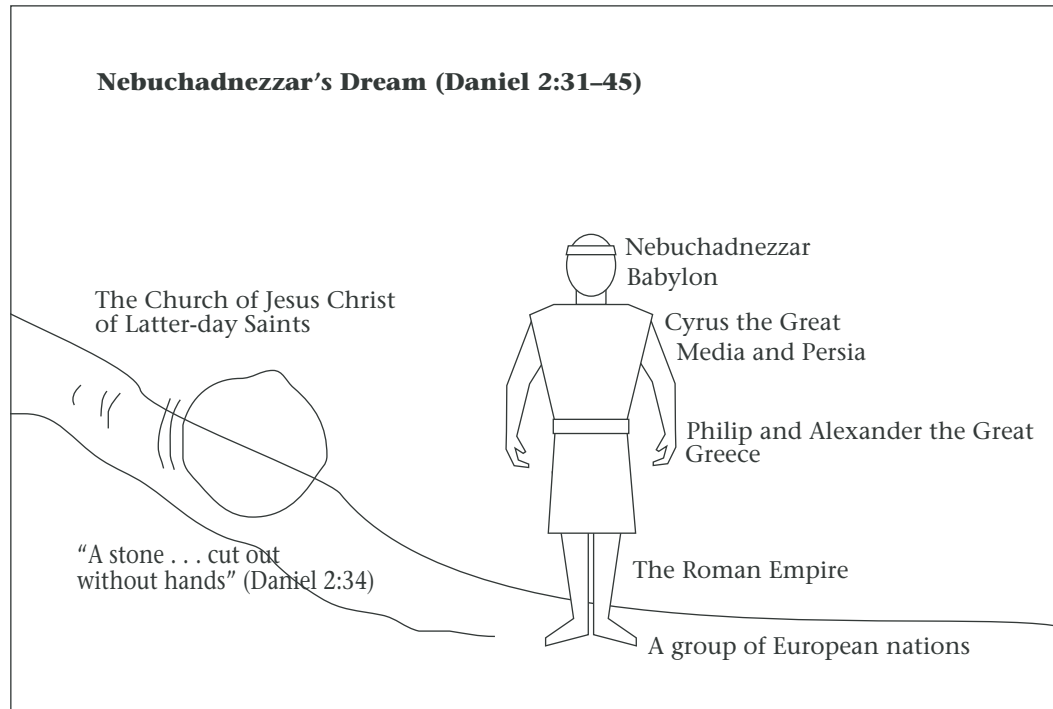 Nebuchadnezzar’s Dream (Daniel 2:31–45)
Nebuchadnezzar
Babylon
The Church of Jesus Christ
of Latter-day Saints
Cyrus the Great
Media and Persia
Philip and Alexander the Great
Greece
“A stone . . . cut out
without hands” (Daniel 2:34)
The Roman Empire
A group of European nations